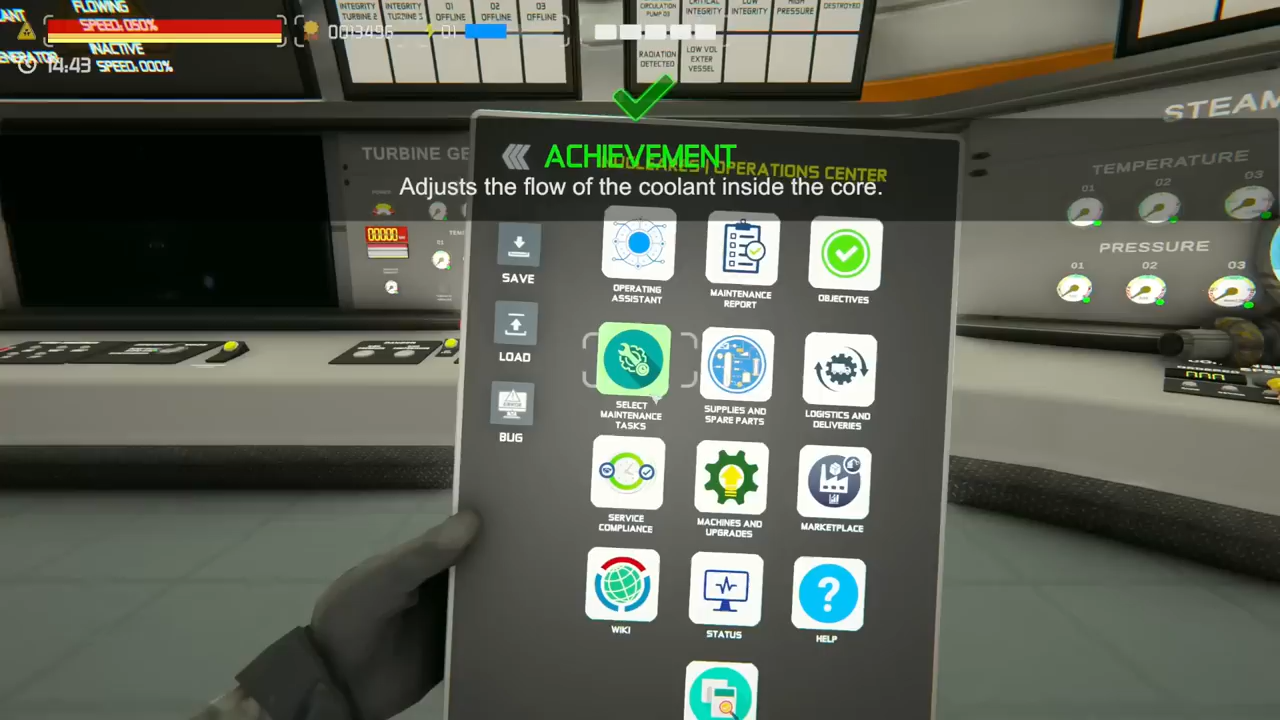 FLOWING
SPEED: 050%
INACTIVE
SPEED: 000%
14:43
0013496
01
INTEGRITY TURBINE 2
INTEGRITY TURBINE 1
01 OFFLINE
02 OFFLINE
03 OFFLINE
CIRCULATION PUMP 03
CRITICAL INTEGRITY
LOW INTEGRITY
HIGH PRESSURE
DESTROYED
RADIATION DETECTED
LOW VOL EXTER VESSEL
ACHIEVEMENT
NUCLEARES | OPERATIONS CENTER
Adjusts the flow of the coolant inside the core.
TURBINE GE
STEAM
TEMPERATURE
01
02
03
PRESSURE
01
02
03
SAVE
LOAD
BUG
OPERATING ASSISTANT
MAINTENANCE REPORT
OBJECTIVES
SELECT MAINTENANCE TASKS
SUPPLIES AND SPARE PARTS
LOGISTICS AND DELIVERIES
SERVICE COMPLIANCE
MACHINES AND UPGRADES
MARKETPLACE
WIKI
STATUS
HELP